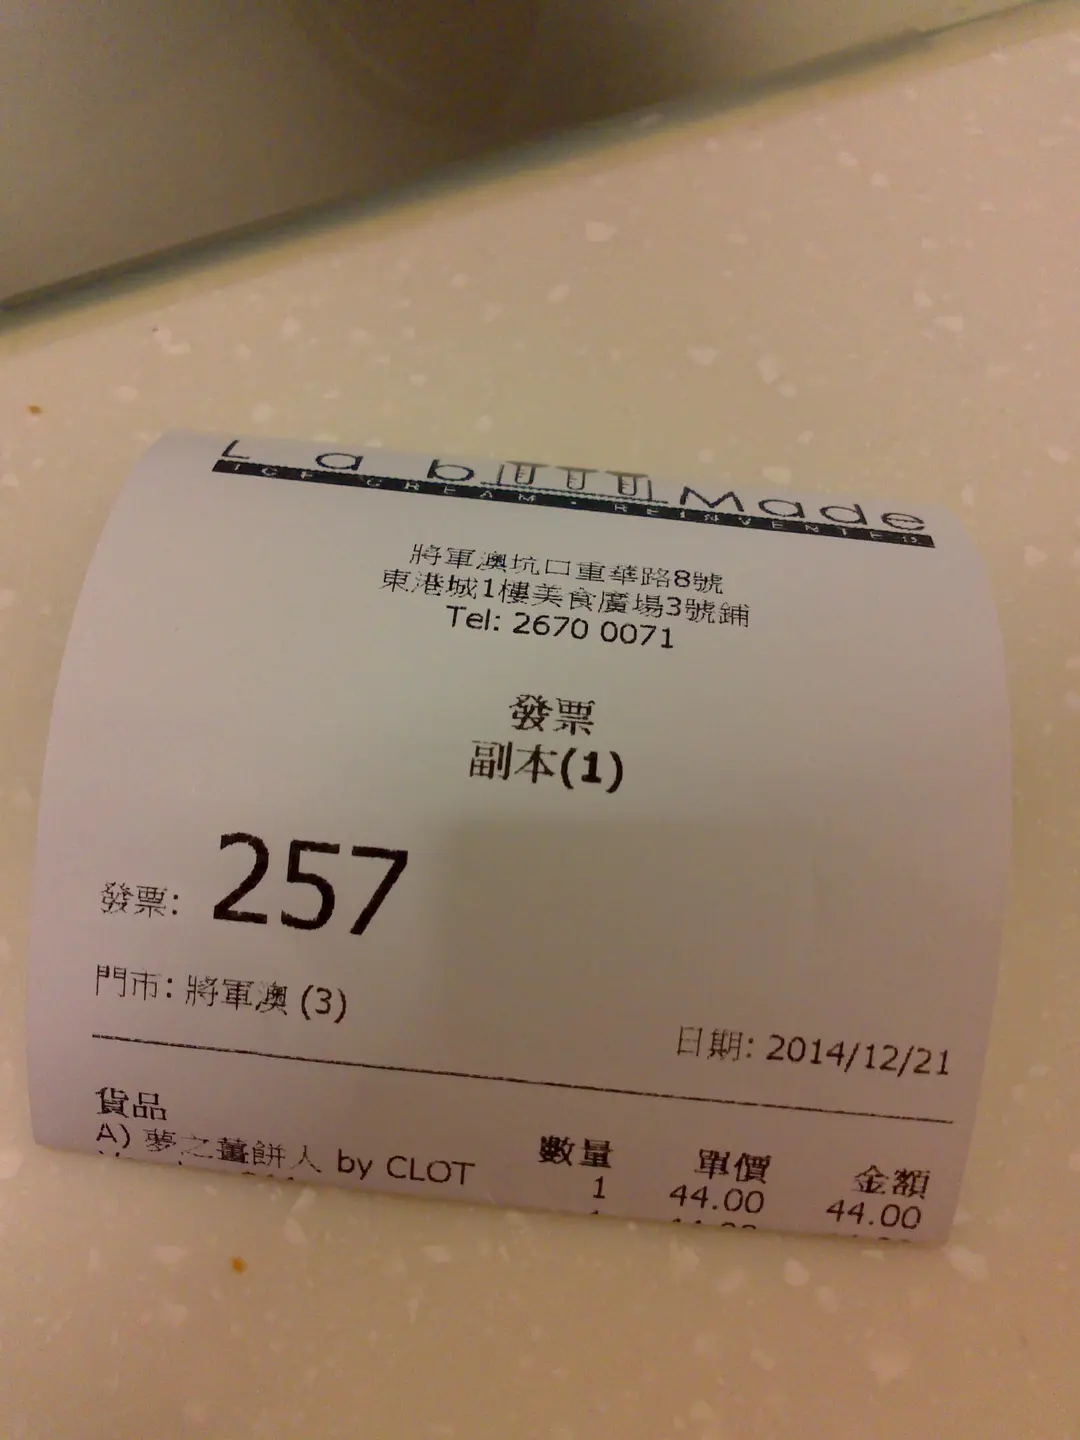 Lab Made
ICE CREAM · REINVENTED
將軍澳坑口重華路8號
東港城1樓美食廣場3號鋪
Tel: 2670 0071
發票
副本(1)
發票: 257
門市: 將軍澳 (3)
日期: 2014/12/21
貨品 數量 單價 金額
A) 夢之薑餅人 by CLOT 1 44.00 44.00